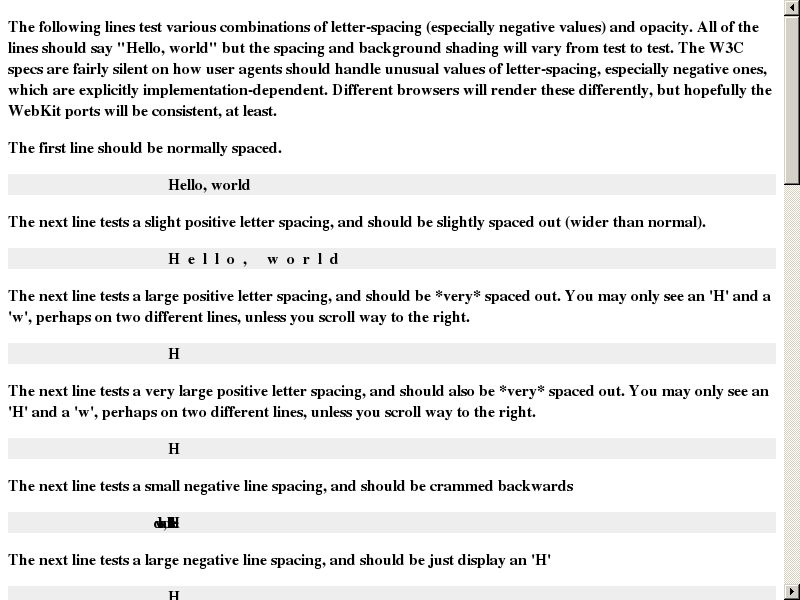 The following lines test various combinations of letter-spacing (especially negative values) and opacity. All of the
lines should say "Hello, world" but the spacing and background shading will vary from test to test. The W3C
specs are fairly silent on how user agents should handle unusual values of letter-spacing, especially negative ones,
which are explicitly implementation-dependent. Different browsers will render these differently, but hopefully the
WebKit ports will be consistent, at least.
The first line should be normally spaced.
Hello, world
The next line tests a slight positive letter spacing, and should be slightly spaced out (wider than normal).
H e l l o ,   w o r l d
The next line tests a large positive letter spacing, and should be *very* spaced out. You may only see an 'H' and a
'w', perhaps on two different lines, unless you scroll way to the right.
H
The next line tests a very large positive letter spacing, and should also be *very* spaced out. You may only see an
'H' and a 'w', perhaps on two different lines, unless you scroll way to the right.
H
The next line tests a small negative line spacing, and should be crammed backwards
The next line tests a large negative line spacing, and should be just display an 'H'
H